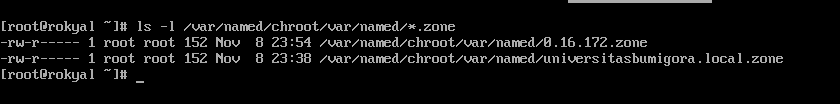 [root@rokyal ~]# ls -l /var/named/chroot/var/named/*.zone
-rw-r----- 1 root root 152 Nov  8 23:54 /var/named/chroot/var/named/0.16.172.zone
-rw-r----- 1 root root 152 Nov  8 23:38 /var/named/chroot/var/named/universitasbumigora.local.zone
[root@rokyal ~]# _